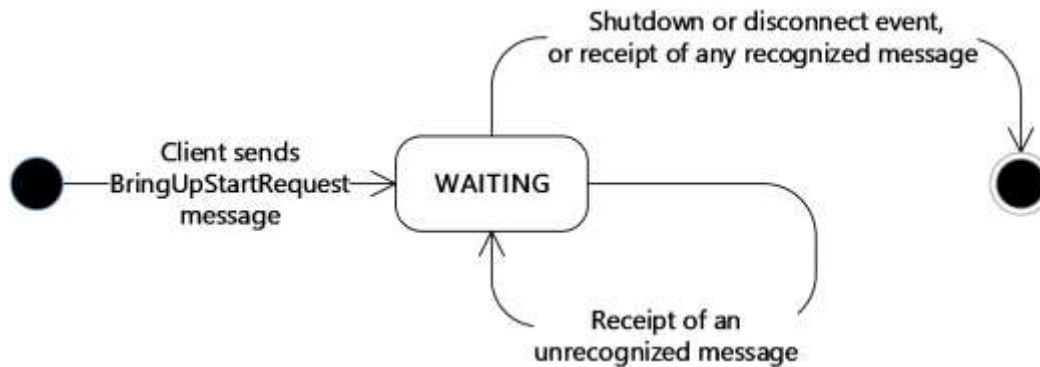 Shutdown or disconnect event,
or receipt of any recognized message
Client sends
BringUpStartRequest
message
WAITING
Receipt of an
unrecognized message